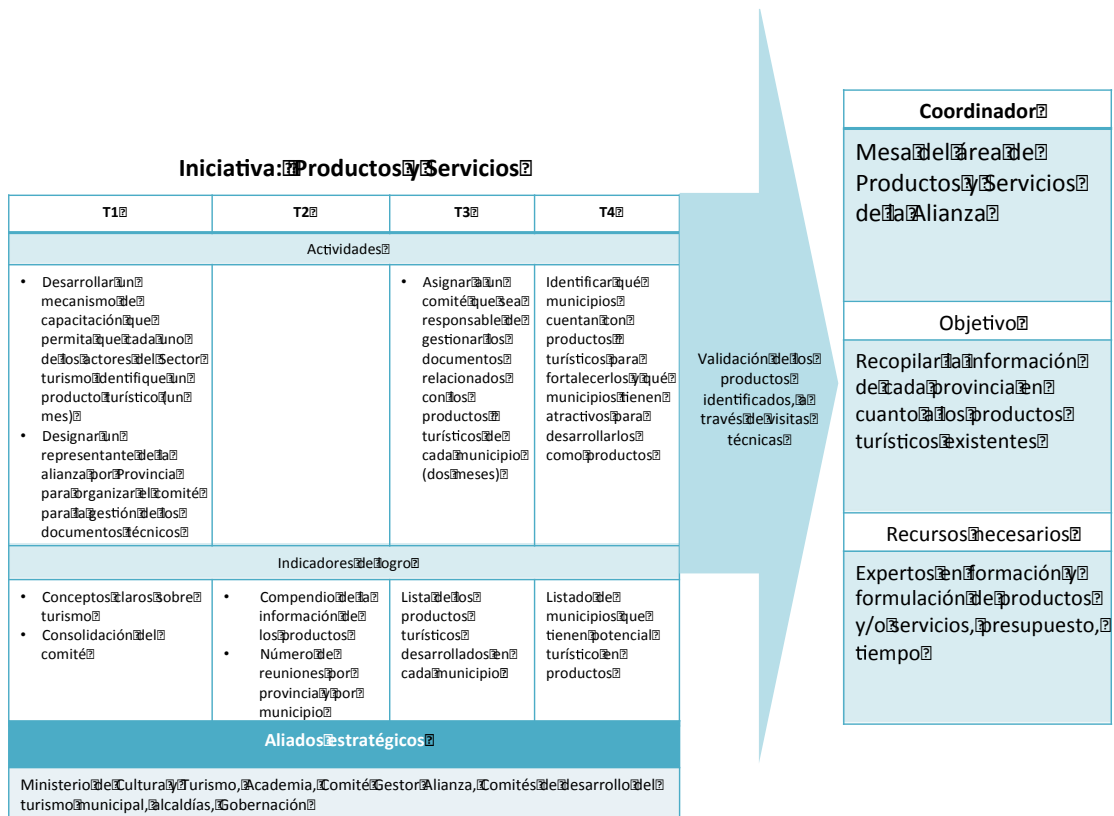 Iniciativa: Productos y Servicios
T1
T2
T3
T4
Actividades
• Desarrollar un
mecanismo de
capacitación que
permita que cada uno
de los actores del Sector
turismo identifique un
producto turístico (un
mes)
• Designar un
representante de la
alianza por Provincia
para organizar el comité
para la gestión de los
documentos técnicos
• Asignar a un
comité que sea
responsable de
gestionar los
documentos
relacionados
con los
productos
turísticos de
cada municipio
(dos meses)
Identificar qué
municipios
cuentan con
productos
turísticos para
fortalecerlos y qué
municipios tienen
atractivos para
desarrollarlos
como productos
Indicadores de logro
• Conceptos claros sobre
turismo
• Consolidación del
comité
• Compendio de la
información de
los productos
• Número de
reuniones por
provincia y por
municipio
Lista de los
productos
turísticos
desarrollados en
cada municipio
Listado de
municipios que
tienen potencial
turístico en
productos
Aliados estratégicos
Ministerio de Cultura y Turismo, Academia, Comité Gestor Alianza, Comités de desarrollo del
turismo municipal, alcaldías, Gobernación
Validación de los
productos
identificados, a
través de visitas
técnicas
Coordinador
Mesa del área de
Productos y Servicios
de la Alianza
Objetivo
Recopilar la información
de cada provincia en
cuanto a los productos
turísticos existentes
Recursos necesarios
Expertos en formación y
formulación de productos
y/o servicios, presupuesto,
tiempo